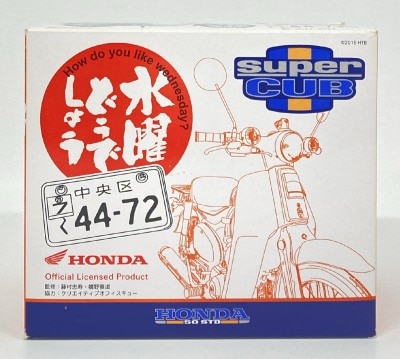 How do you like wednesday?
水曜
どうで
しょう
©2015 HTB
super
CUB
中央区
44-72
HONDA
Official Licensed Product
監修:藤村忠寿・嬉野雅道
協力:クリエイティブオフィスキュー
HONDA
50 STD